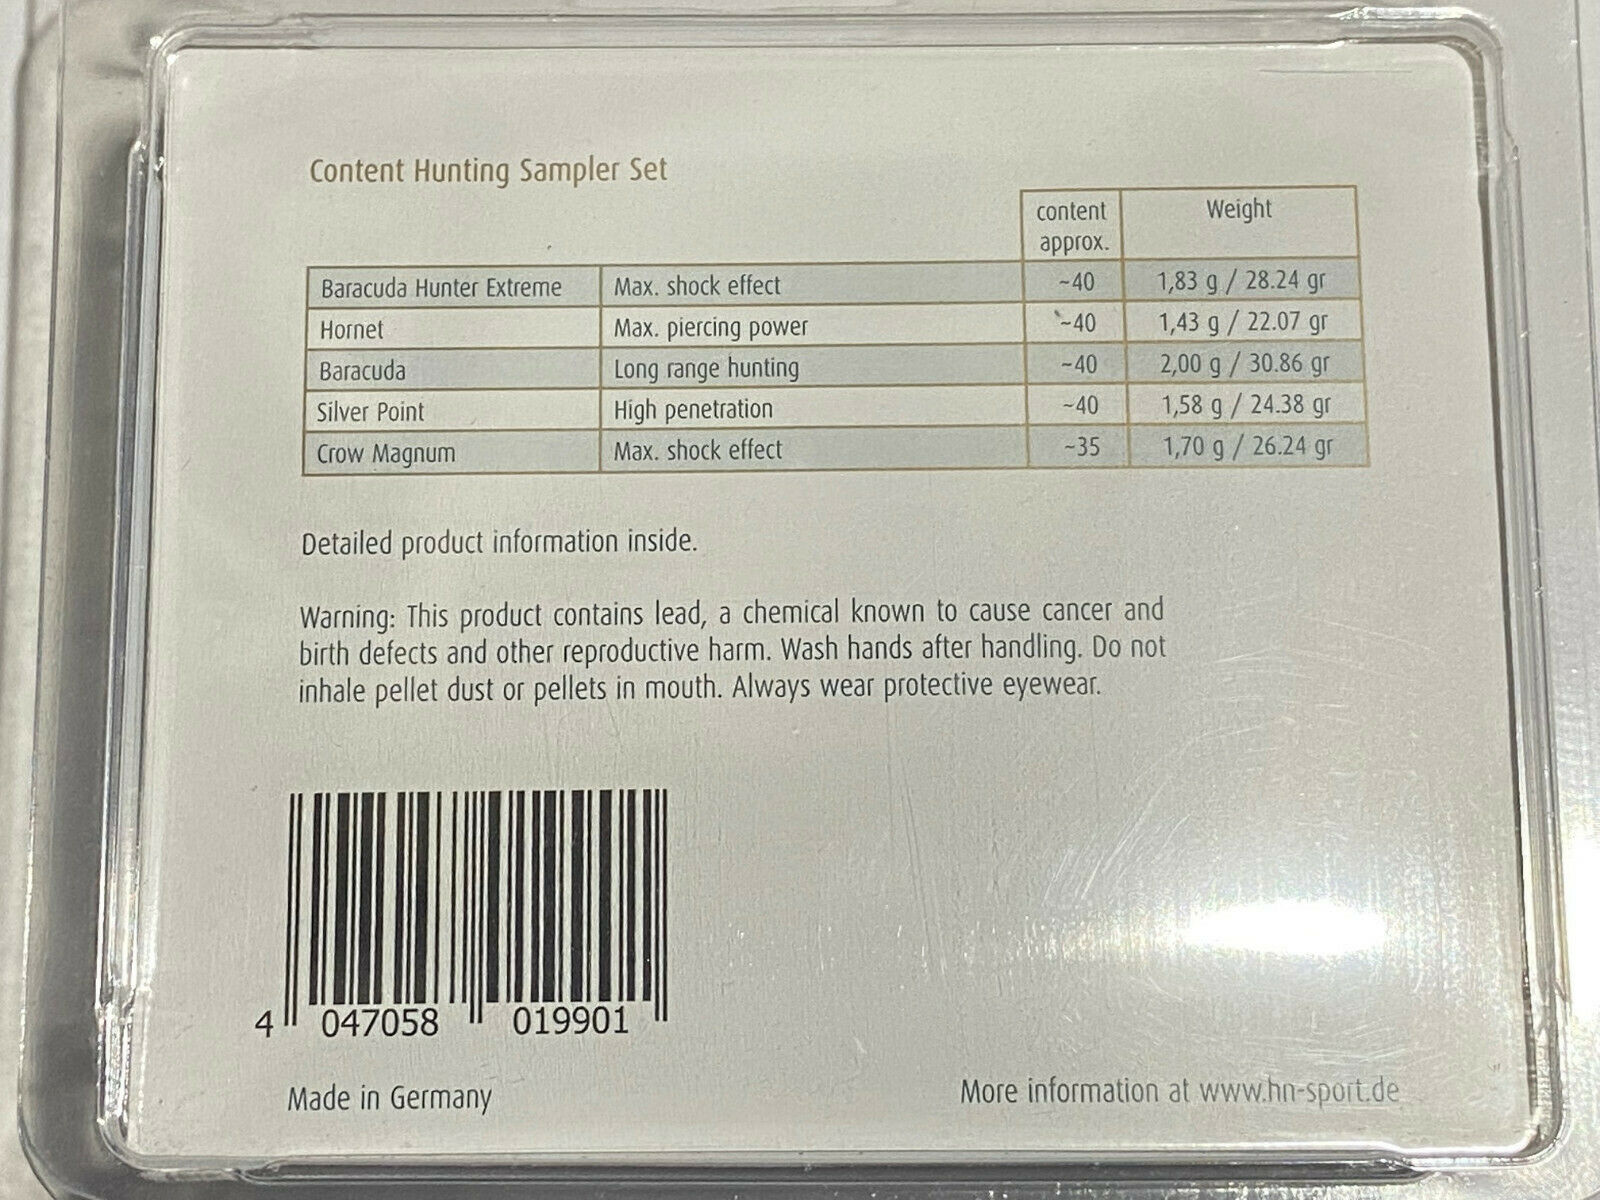 Content Hunting Sampler Set
content approx. Weight
Baracuda Hunter Extreme Max. shock effect ~40 1,83 g / 28.24 gr
Hornet Max. piercing power ~40 1,43 g / 22.07 gr
Baracuda Long range hunting ~40 2,00 g / 30.86 gr
Silver Point High penetration ~40 1,58 g / 24.38 gr
Crow Magnum Max. shock effect ~35 1,70 g / 26.24 gr
Detailed product information inside.
Warning: This product contains lead, a chemical known to cause cancer and
birth defects and other reproductive harm. Wash hands after handling. Do not
inhale pellet dust or pellets in mouth. Always wear protective eyewear.
4 047058 019901
Made in Germany
More information at www.hn-sport.de